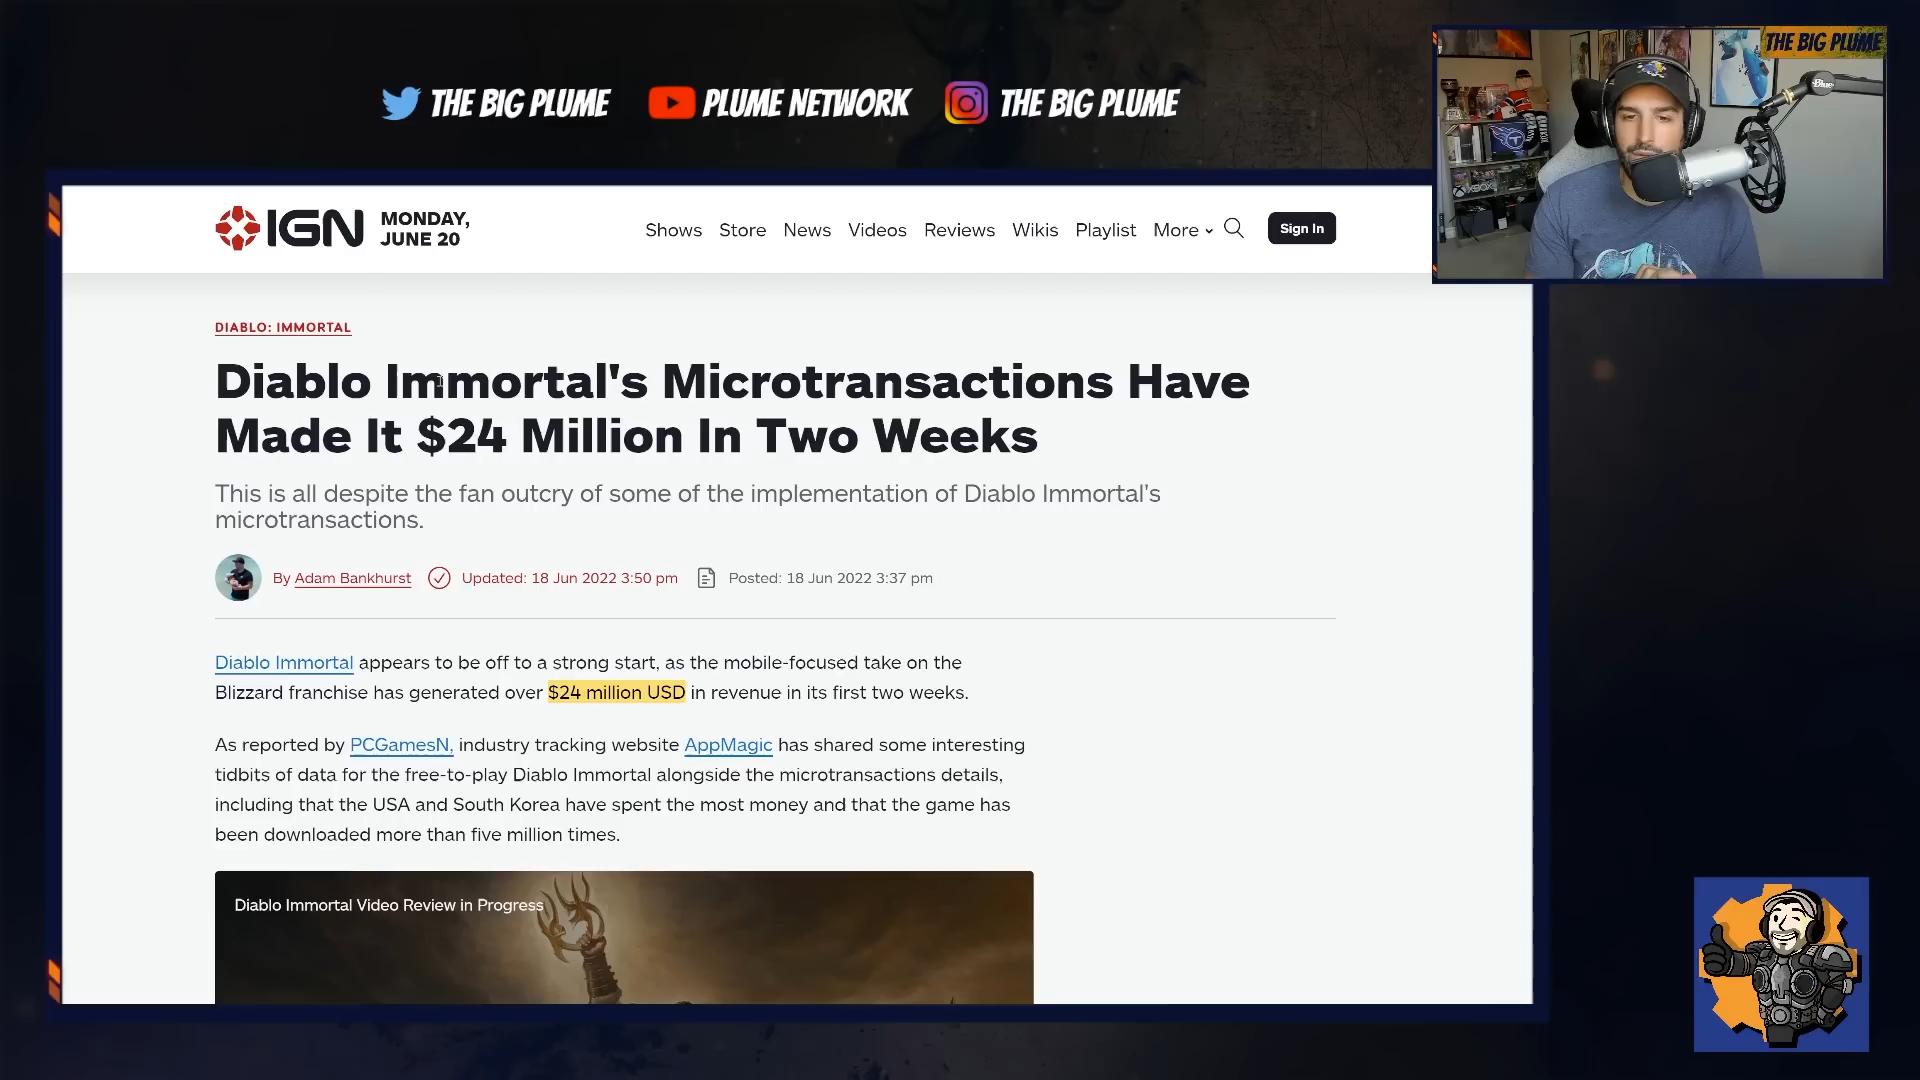 THE BIG PLUME
PLUME NETWORK
THE BIG PLUME
THE BIG PLUME
Blue
XBOX
IGN
MONDAY,
JUNE 20
Shows Store News Videos Reviews Wikis Playlist More
Sign In
DIABLO: IMMORTAL
Diablo Immortal's Microtransactions Have
Made It $24 Million In Two Weeks
This is all despite the fan outcry of some of the implementation of Diablo Immortal's
microtransactions.
By Adam Bankhurst Updated: 18 Jun 2022 3:50 pm Posted: 18 Jun 2022 3:37 pm
Diablo Immortal appears to be off to a strong start, as the mobile-focused take on the
Blizzard franchise has generated over $24 million USD in revenue in its first two weeks.
As reported by PCGamesN, industry tracking website AppMagic has shared some interesting
tidbits of data for the free-to-play Diablo Immortal alongside the microtransactions details,
including that the USA and South Korea have spent the most money and that the game has
been downloaded more than five million times.
Diablo Immortal Video Review in Progress